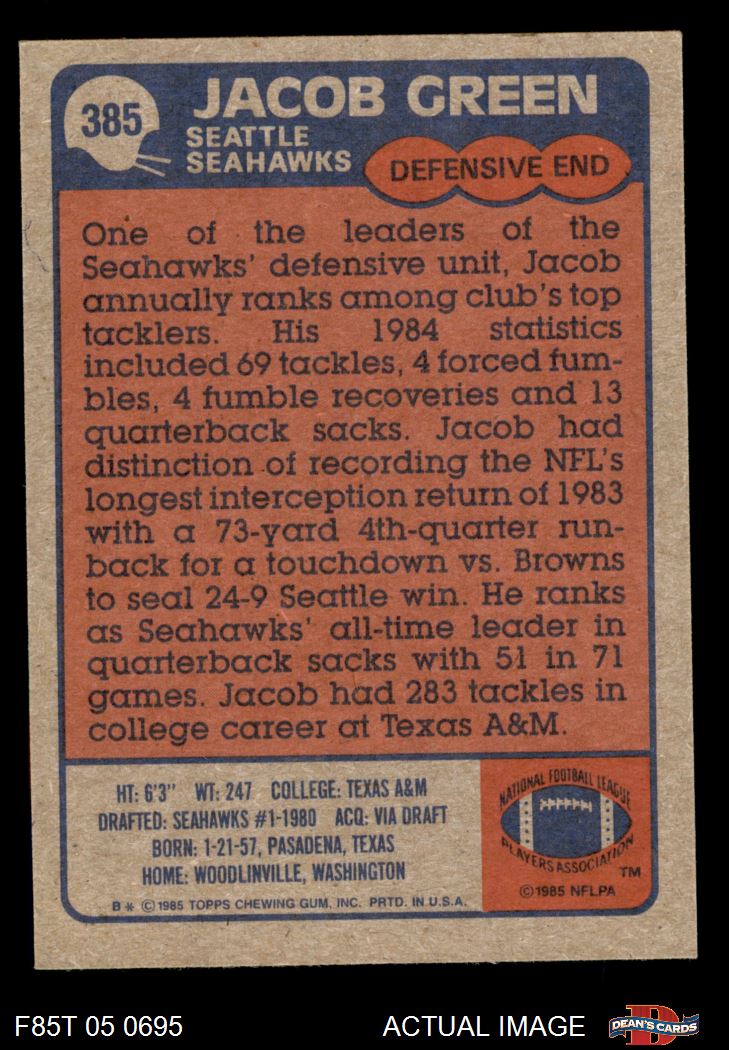 385
JACOB GREEN
SEATTLE
SEAHAWKS
DEFENSIVE END
One of the leaders of the
Seahawks' defensive unit, Jacob
annually ranks among club's top
tacklers. His 1984 statistics
included 69 tackles, 4 forced fum-
bles, 4 fumble recoveries and 13
quarterback sacks. Jacob had
distinction of recording the NFL's
longest interception return of 1983
with a 73-yard 4th-quarter run-
back for a touchdown vs. Browns
to seal 24-9 Seattle win. He ranks
as Seahawks' all-time leader in
quarterback sacks with 51 in 71
games. Jacob had 283 tackles in
college career at Texas A&M.
HT: 6'3" WT: 247 COLLEGE: TEXAS A&M
DRAFTED: SEAHAWKS #1-1980 ACQ: VIA DRAFT
BORN: 1-21-57, PASADENA, TEXAS
HOME: WOODLINVILLE, WASHINGTON
B * © 1985 TOPPS CHEWING GUM, INC. PRTD. IN U.S.A.
NATIONAL FOOTBALL LEAGUE
PLAYERS ASSOCIATION
TM
© 1985 NFLPA
F85T 05 0695
ACTUAL IMAGE
DEAN'S CARDS